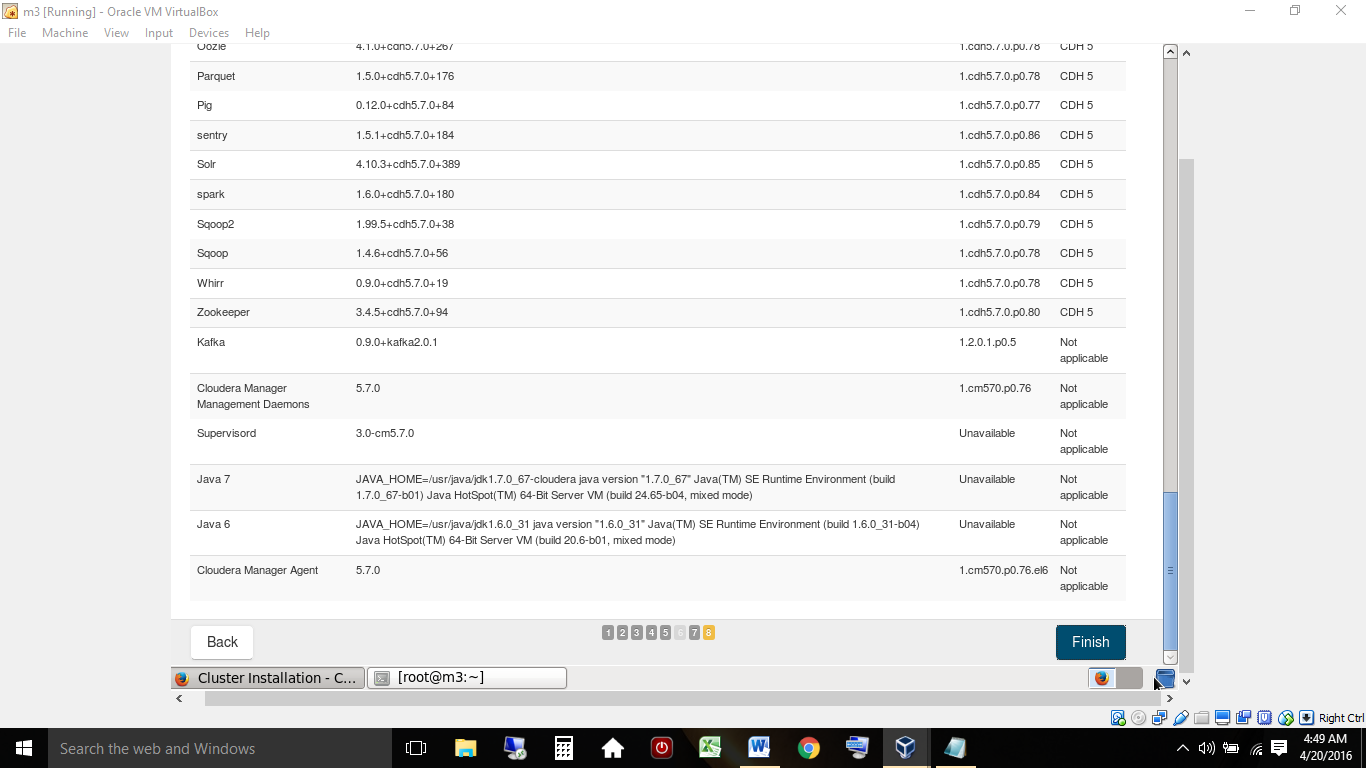 m3 [Running] - Oracle VM VirtualBox
File Machine View Input Devices Help
Oozie 4.1.0+cdh5.7.0+267 1.cdh5.7.0.p0.78 CDH 5
Parquet 1.5.0+cdh5.7.0+176 1.cdh5.7.0.p0.78 CDH 5
Pig 0.12.0+cdh5.7.0+84 1.cdh5.7.0.p0.77 CDH 5
sentry 1.5.1+cdh5.7.0+184 1.cdh5.7.0.p0.86 CDH 5
Solr 4.10.3+cdh5.7.0+389 1.cdh5.7.0.p0.85 CDH 5
spark 1.6.0+cdh5.7.0+180 1.cdh5.7.0.p0.84 CDH 5
Sqoop2 1.99.5+cdh5.7.0+38 1.cdh5.7.0.p0.79 CDH 5
Sqoop 1.4.6+cdh5.7.0+56 1.cdh5.7.0.p0.78 CDH 5
Whirr 0.9.0+cdh5.7.0+19 1.cdh5.7.0.p0.78 CDH 5
Zookeeper 3.4.5+cdh5.7.0+94 1.cdh5.7.0.p0.80 CDH 5
Kafka 0.9.0+kafka2.0.1 1.2.0.1.p0.5 Not
applicable
Cloudera Manager 5.7.0 1.cm570.p0.76 Not
Management Daemons applicable
Supervisord 3.0-cm5.7.0 Unavailable Not
applicable
Java 7 JAVA_HOME=/usr/java/jdk1.7.0_67-cloudera java version "1.7.0_67" Java(TM) SE Runtime Environment (build Unavailable Not
1.7.0_67-b01) Java HotSpot(TM) 64-Bit Server VM (build 24.65-b04, mixed mode) applicable
Java 6 JAVA_HOME=/usr/java/jdk1.6.0_31 java version "1.6.0_31" Java(TM) SE Runtime Environment (build 1.6.0_31-b04) Unavailable Not
Java HotSpot(TM) 64-Bit Server VM (build 20.6-b01, mixed mode) applicable
Cloudera Manager Agent 5.7.0 1.cm570.p0.76.el6 Not
applicable
Back 1 2 3 4 5 6 7 8 Finish
Cluster Installation - C... [root@m3:~]
Right Ctrl
Search the web and Windows 4:49 AM
4/20/2016